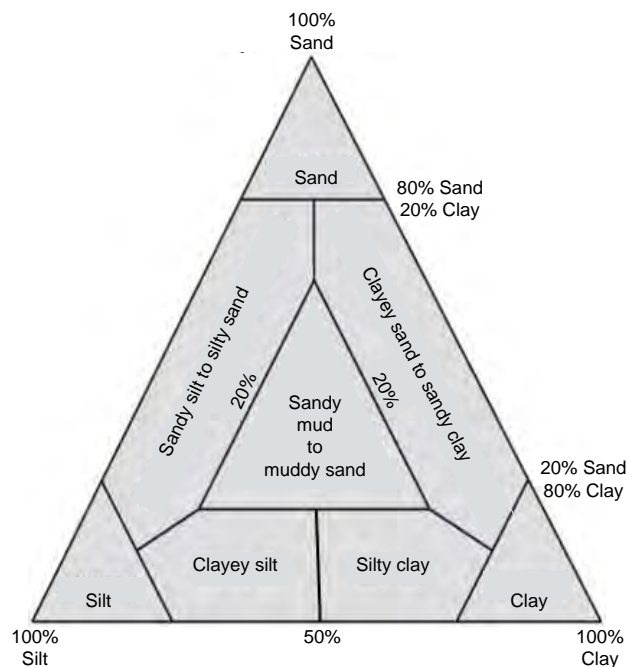 100%
Sand
Sand
80% Sand
20% Clay
Sandy silt to silty sand
Clayey sand to sandy clay
20%
20%
Sandy
mud
to
muddy sand
20% Sand
80% Clay
Clayey silt
Silty clay
Silt
Clay
100%
Silt
50%
100%
Clay